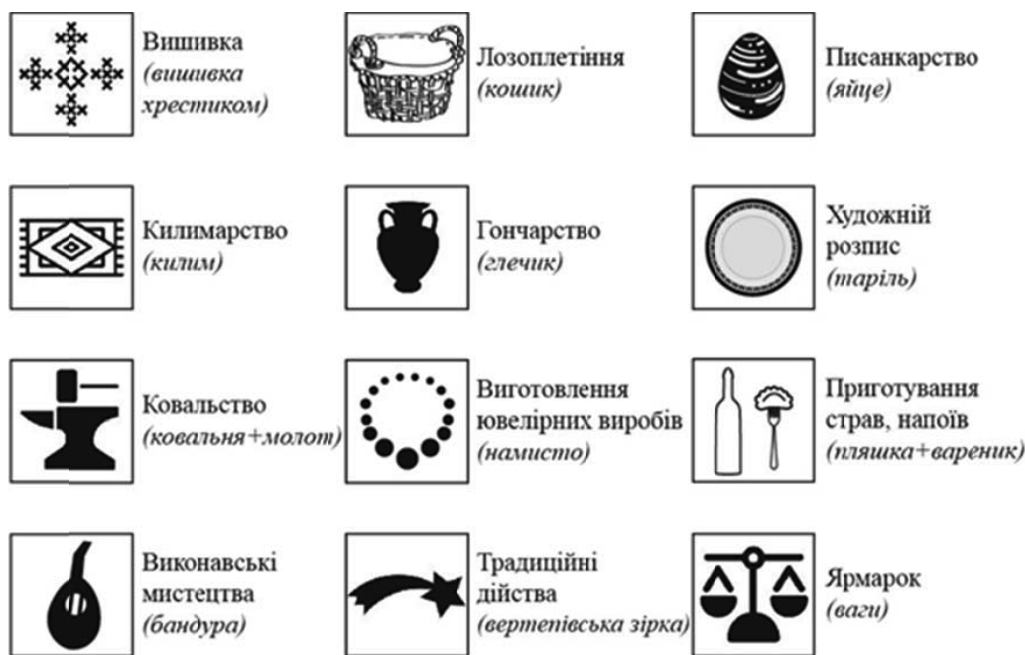 Вишивка
(вишивка
хрестиком)
Лозоплетіння
(кошик)
Писанкарство
(яйце)
Килимарство
(килим)
Гончарство
(глечик)
Художній
розпис
(таріль)
Ковальство
(ковальня+молот)
Виготовлення
ювелірних виробів
(намисто)
Приготування
страв, напоїв
(пляшка+вареник)
Виконавські
мистецтва
(бандура)
Традиційні
дійства
(вертепівська зірка)
Ярмарок
(ваги)